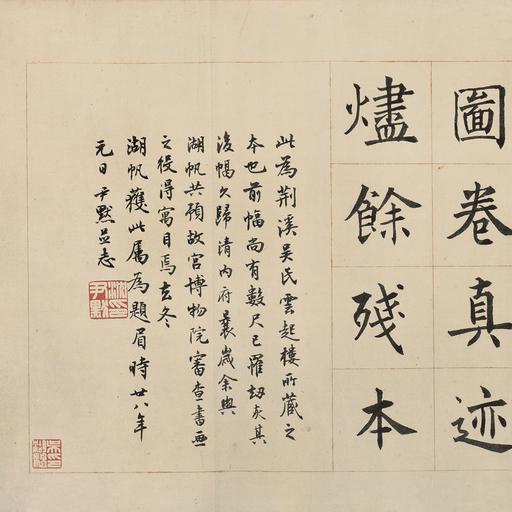 圖卷真迹
燼餘殘本
此為荆溪吴氏雲起樓所藏之
本也前幅尚有數尺已罹劫灰其
後幅久歸清内府曩歲余與
湖帆共預故宫博物院審查書画
之役得寓目焉去冬
湖帆獲此屬為題眉時廿八年
元日尹默並志